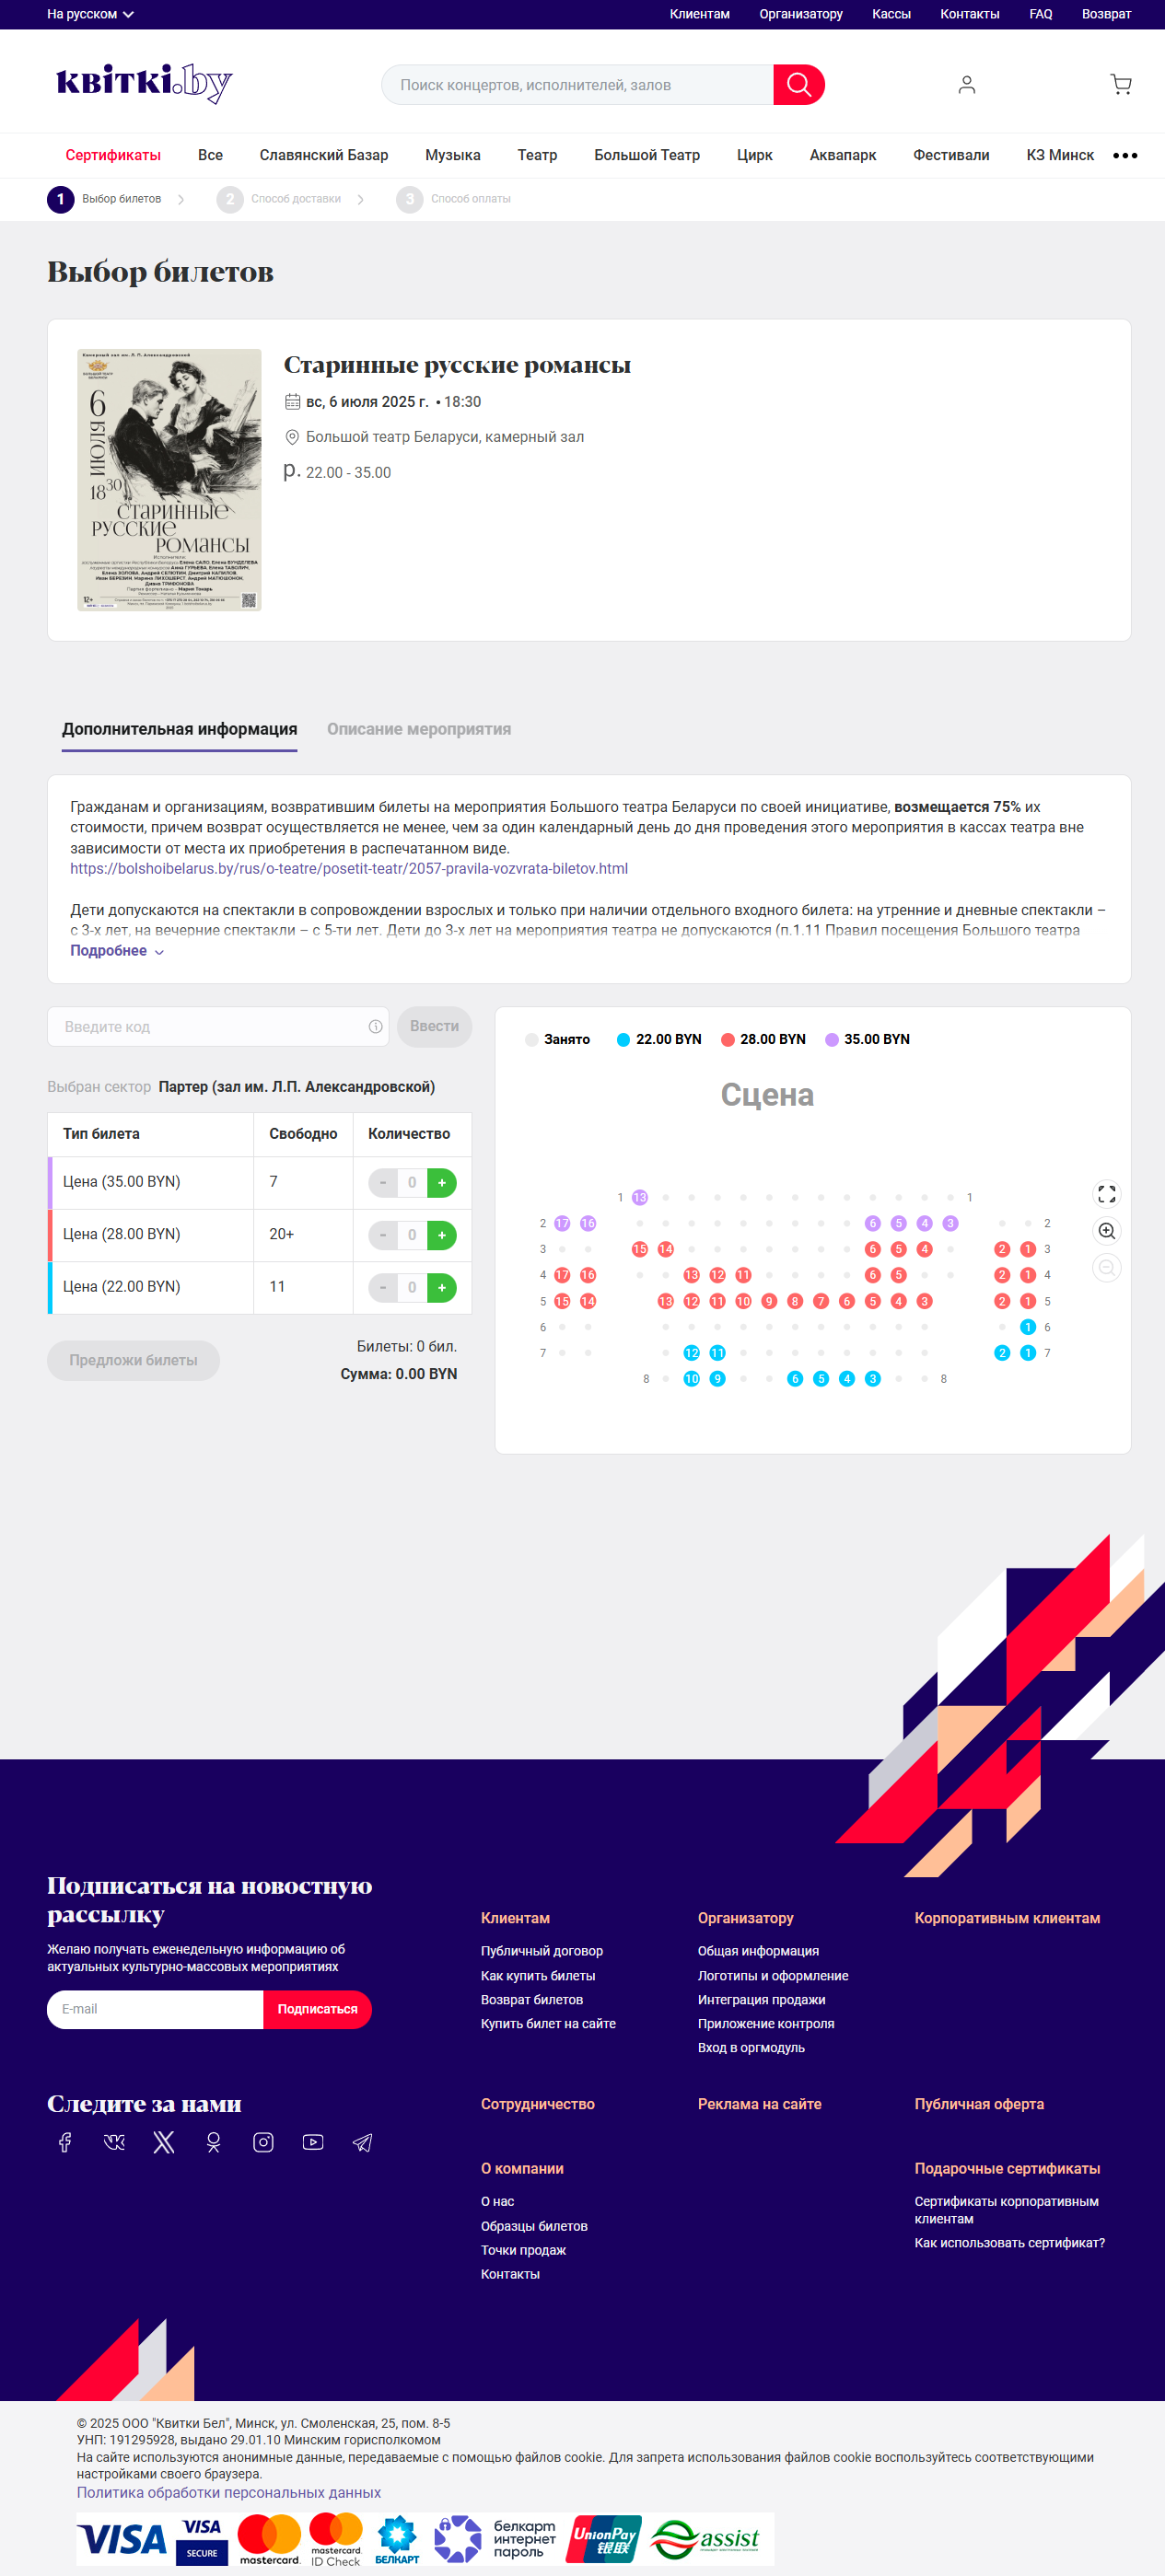 На русском
Клиентам Организатору Кассы Контакты FAQ Возврат
квіткі.by
Поиск концертов, исполнителей, залов
Сертификаты Все Славянский Базар Музыка Театр Большой Театр Цирк Аквапарк Фестивали КЗ Минск
1 Выбор билетов 2 Способ доставки 3 Способ оплаты
Выбор билетов
Камерный зал им. Л. П. Александровской
6 ИЮЛЯ
18 30
СТАРИННЫЕ
РУССКИЕ
РОМАНСЫ
12+
Старинные русские романсы
вс, 6 июля 2025 г. • 18:30
Большой театр Беларуси, камерный зал
р. 22.00 - 35.00
Дополнительная информация Описание мероприятия
Гражданам и организациям, возвратившим билеты на мероприятия Большого театра Беларуси по своей инициативе, возмещается 75% их
стоимости, причем возврат осуществляется не менее, чем за один календарный день до дня проведения этого мероприятия в кассах театра вне
зависимости от места их приобретения в распечатанном виде.
https://bolshoibelarus.by/rus/o-teatre/posetit-teatr/2057-pravila-vozvrata-biletov.html
Дети допускаются на спектакли в сопровождении взрослых и только при наличии отдельного входного билета: на утренние и дневные спектакли –
с 3-х лет, на вечерние спектакли – с 5-ти лет. Дети до 3-х лет на мероприятия театра не допускаются (п.1.11 Правил посещения Большого театра
Подробнее
Введите код
Ввести
Выбран сектор Партер (зал им. Л.П. Александровской)
Тип билета Свободно Количество
Цена (35.00 BYN) 7 - 0 +
Цена (28.00 BYN) 20+ - 0 +
Цена (22.00 BYN) 11 - 0 +
Предложи билеты
Билеты: 0 бил.
Сумма: 0.00 BYN
Занято 22.00 BYN 28.00 BYN 35.00 BYN
Сцена
1 13 1
2 17 16 6 5 4 3 2
3 15 14 6 5 4 2 1 3
4 17 16 13 12 11 6 5 2 1 4
5 15 14 13 12 11 10 9 8 7 6 5 4 3 2 1 5
6 1 6
7 12 11 2 1 7
8 10 9 6 5 4 3 8
Подписаться на новостную
рассылку
Желаю получать еженедельную информацию об
актуальных культурно-массовых мероприятиях
E-mail
Подписаться
Следите за нами
Клиентам
Публичный договор
Как купить билеты
Возврат билетов
Купить билет на сайте
Организатору
Общая информация
Логотипы и оформление
Интеграция продажи
Приложение контроля
Вход в оргмодуль
Корпоративным клиентам
Сотрудничество
Реклама на сайте
Публичная оферта
О компании
О нас
Образцы билетов
Точки продаж
Контакты
Подарочные сертификаты
Сертификаты корпоративным
клиентам
Как использовать сертификат?
© 2025 ООО "Квитки Бел", Минск, ул. Смоленская, 25, пом. 8-5
УНП: 191295928, выдано 29.01.10 Минским горисполкомом
На сайте используются анонимные данные, передаваемые с помощью файлов cookie. Для запрета использования файлов cookie воспользуйтесь соответствующими
настройками своего браузера.
Политика обработки персональных данных
VISA
VISA
SECURE
mastercard.
mastercard.
ID Check
БЕЛКАРТ
белкарт
интернет
пароль
UnionPay
银联
assist